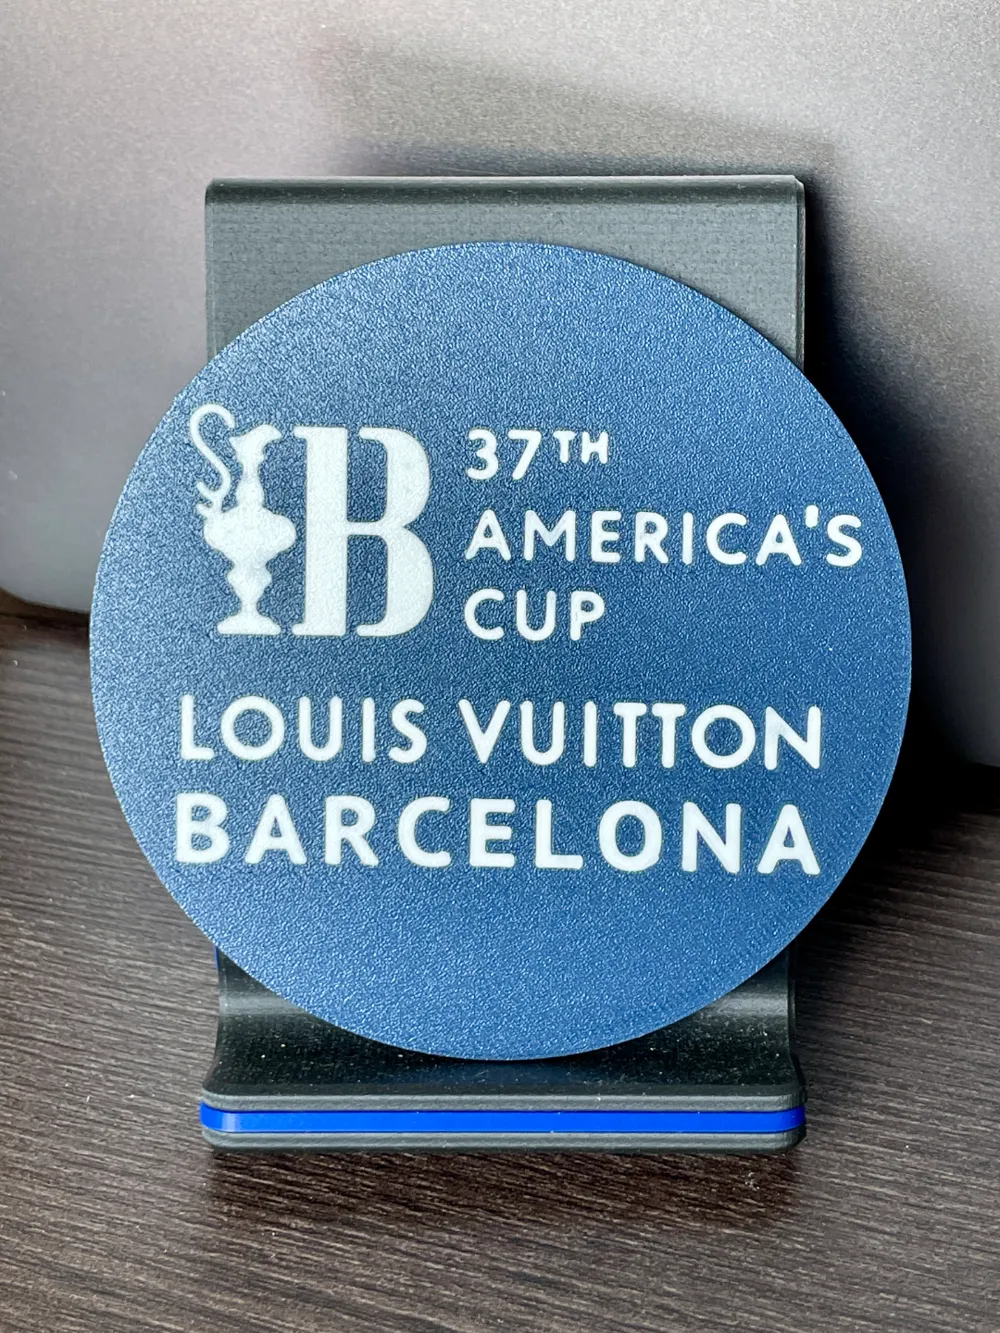 B
37TH
AMERICA'S
CUP
LOUIS VUITTON
BARCELONA